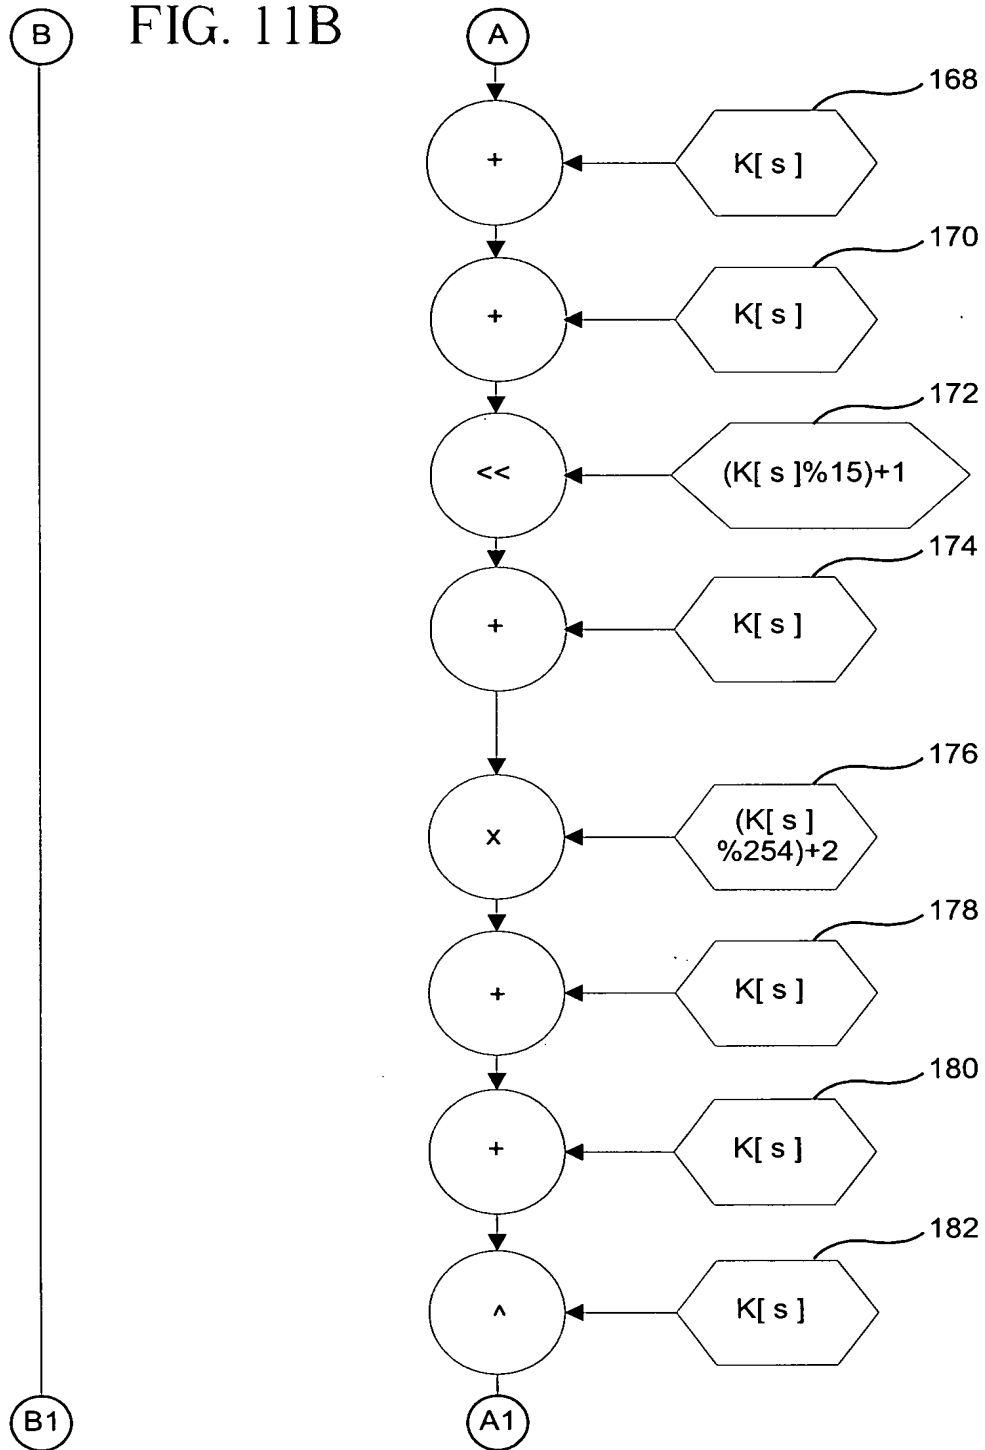 B
FIG. 11B
A
168
+
K[ s ]
170
+
K[ s ]
172
<<
(K[ s ]%15)+1
174
+
K[ s ]
176
x
(K[ s ]
%254)+2
178
+
K[ s ]
180
+
K[ s ]
182
^
K[ s ]
B1
A1